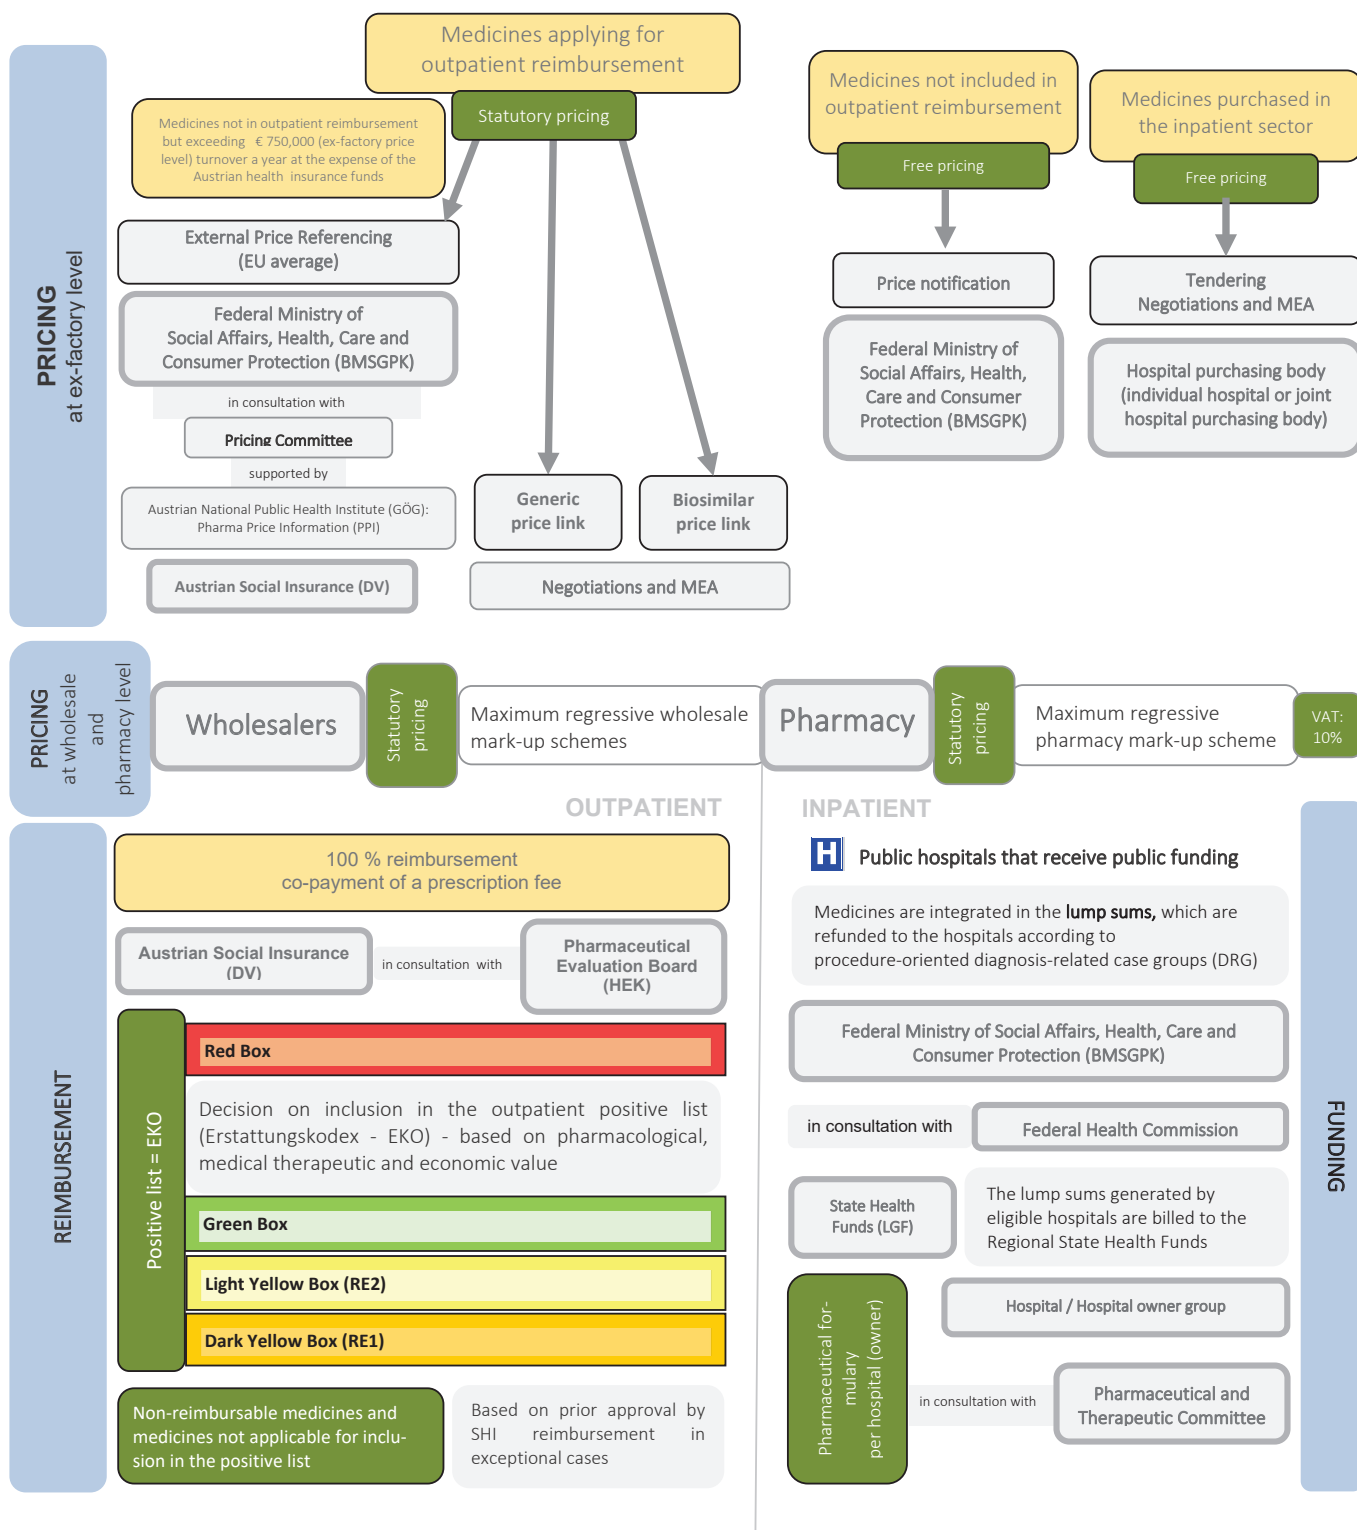 Medicines applying for
outpatient reimbursement
Statutory pricing
Medicines not in outpatient reimbursement
but exceeding € 750,000 (ex-factory price
level) turnover a year at the expense of the
Austrian health insurance funds
Medicines not included in
outpatient reimbursement
Free pricing
Medicines purchased in
the inpatient sector
Free pricing
PRICING
at ex-factory level
External Price Referencing
(EU average)
Federal Ministry of
Social Affairs, Health, Care and
Consumer Protection (BMSGPK)
in consultation with
Pricing Committee
supported by
Austrian National Public Health Institute (GÖG):
Pharma Price Information (PPI)
Austrian Social Insurance (DV)
Generic
price link
Biosimilar
price link
Negotiations and MEA
Price notification
Federal Ministry of
Social Affairs, Health,
Care and Consumer
Protection (BMSGPK)
Tendering
Negotiations and MEA
Hospital purchasing body
(individual hospital or joint
hospital purchasing body)
PRICING
at wholesale
and
pharmacy level
Wholesalers
Statutory
pricing
Maximum regressive wholesale
mark-up schemes
Pharmacy
Statutory
pricing
Maximum regressive
pharmacy mark-up scheme
VAT:
10%
OUTPATIENT
REIMBURSEMENT
100 % reimbursement
co-payment of a prescription fee
Austrian Social Insurance
(DV)
in consultation with
Pharmaceutical
Evaluation Board
(HEK)
Positive list = EKO
Red Box
Decision on inclusion in the outpatient positive list
(Erstattungskodex - EKO) - based on pharmacological,
medical therapeutic and economic value
Green Box
Light Yellow Box (RE2)
Dark Yellow Box (RE1)
Non-reimbursable medicines and
medicines not applicable for inclu-
sion in the positive list
Based on prior approval by
SHI reimbursement in
exceptional cases
INPATIENT
H
Public hospitals that receive public funding
Medicines are integrated in the lump sums, which are
refunded to the hospitals according to
procedure-oriented diagnosis-related case groups (DRG)
Federal Ministry of Social Affairs, Health, Care and
Consumer Protection (BMSGPK)
in consultation with
Federal Health Commission
State Health
Funds (LGF)
The lump sums generated by
eligible hospitals are billed to the
Regional State Health Funds
Pharmaceutical for-
mulary
per hospital (owner)
Hospital / Hospital owner group
in consultation with
Pharmaceutical and
Therapeutic Committee
FUNDING